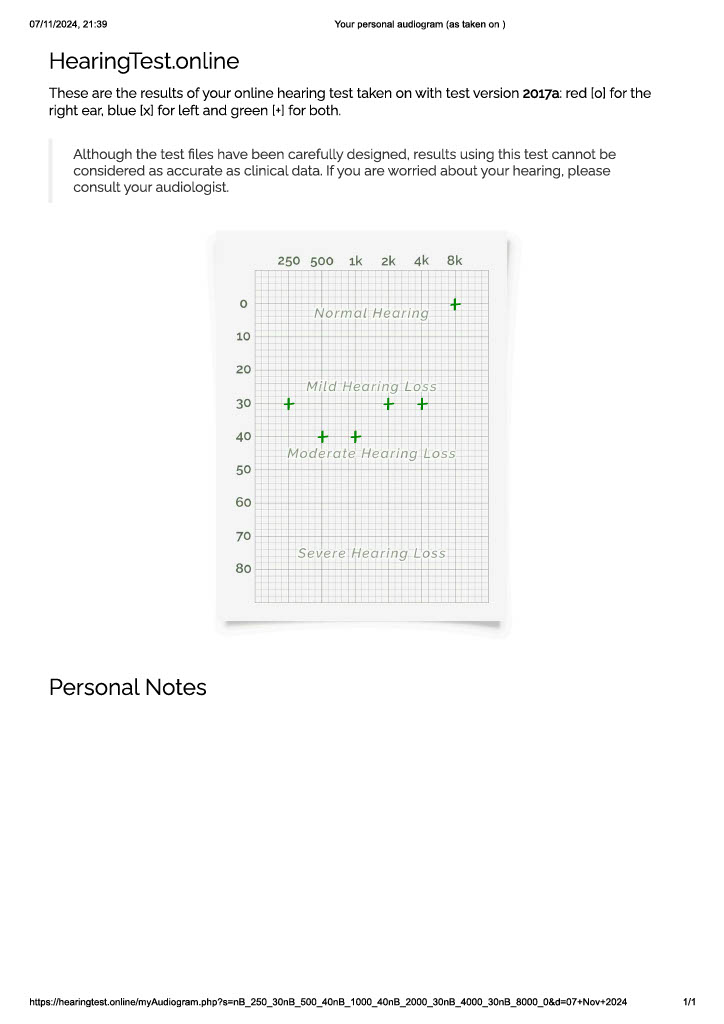 07/11/2024, 21:39 Your personal audiogram (as taken on )
HearingTest.online
These are the results of your online hearing test taken on with test version 2017a: red [o] for the
right ear, blue [x] for left and green [+] for both.
Although the test files have been carefully designed, results using this test cannot be
considered as accurate as clinical data. If you are worried about your hearing, please
consult your audiologist.
250 500 1k 2k 4k 8k
0
Normal Hearing
10
20
Mild Hearing Loss
30
40
Moderate Hearing Loss
50
60
70
Severe Hearing Loss
80
Personal Notes
https://hearingtest.online/myAudiogram.php?s=nB_250_30nB_500_40nB_1000_40nB_2000_30nB_4000_30nB_8000_0&d=07+Nov+2024 1/1